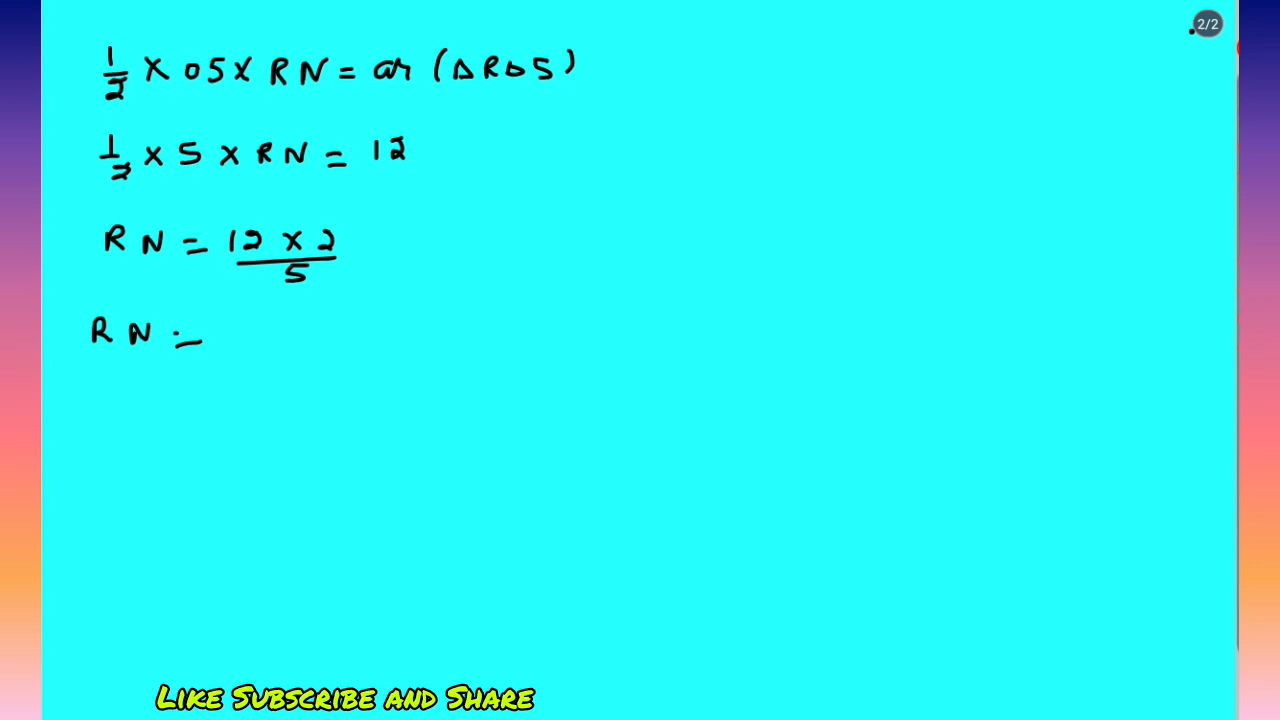 2/2
1/2 × OS × RN = ar (△ROS)
1/2 × 5 × RN = 12
RN = 12 × 2 / 5
RN =
Like Subscribe and Share